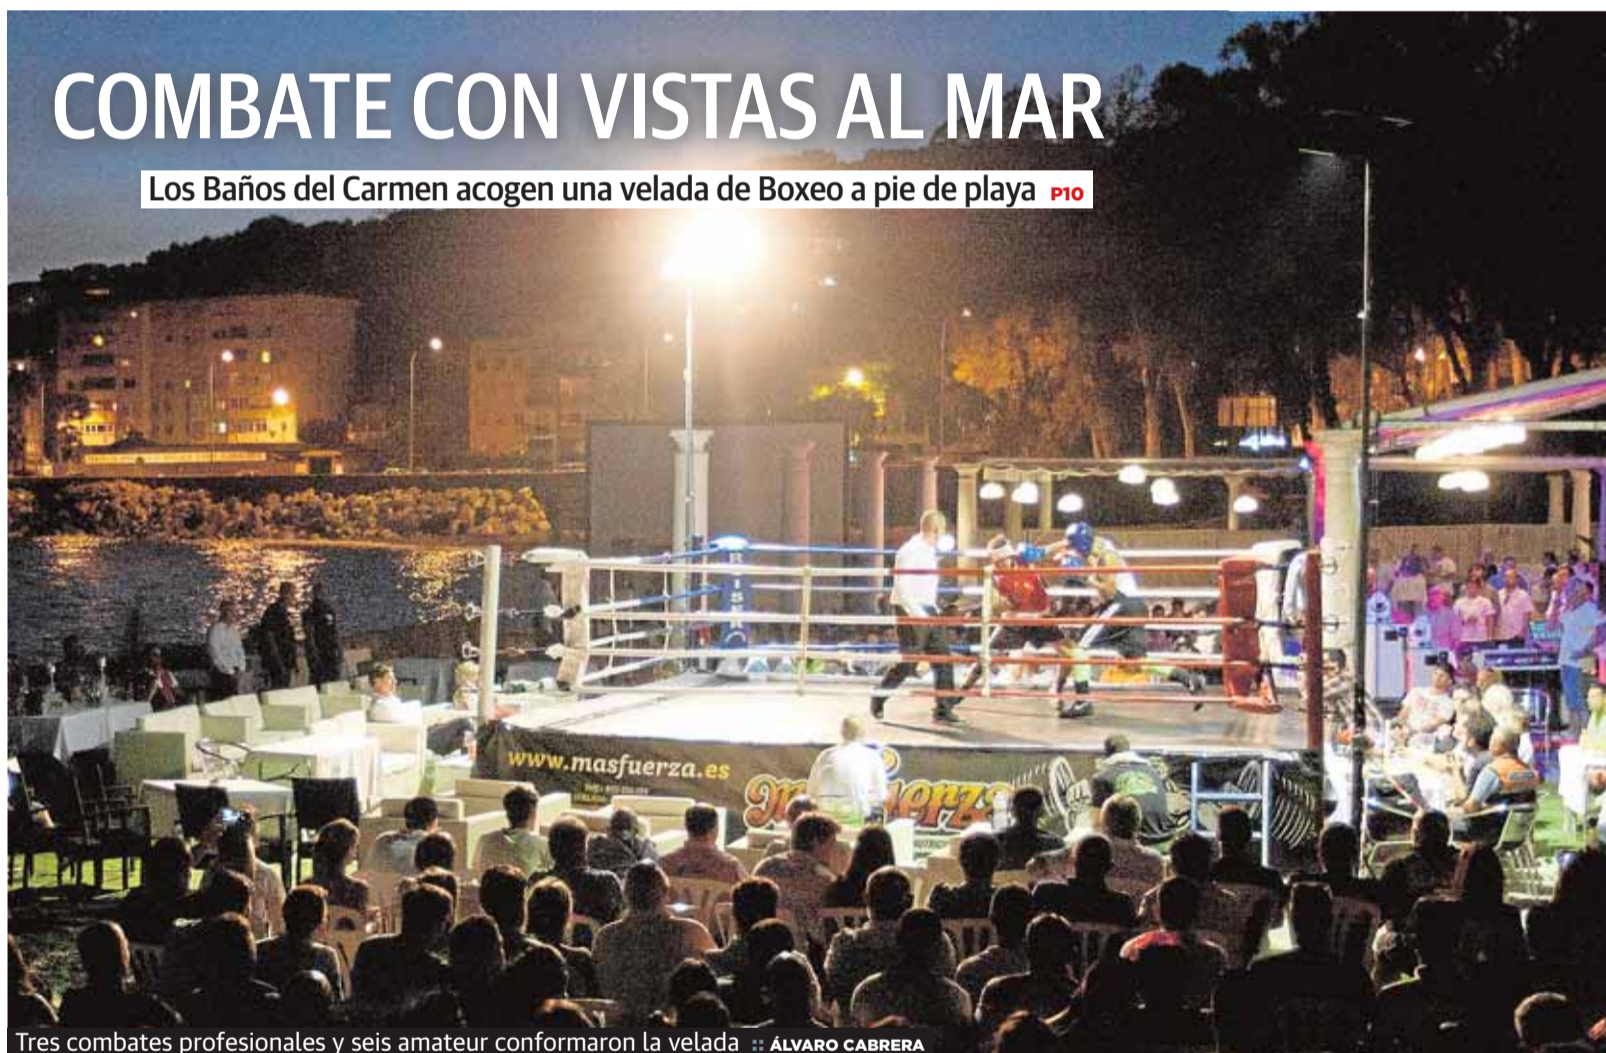 COMBATE CON VISTAS AL MAR
Los Baños del Carmen acogen una velada de Boxeo a pie de playa P10
www.masfuerza.es
Tres combates profesionales y seis amateur conformaron la velada :: ÁLVARO CABRERA